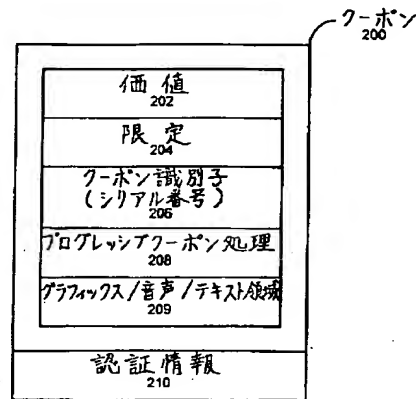 クーポン
200
価値
202
限定
204
クーポン識別子
(シリアル番号)
206
プログレッシブクーポン処理
208
グラフィックス/音声/テキスト領域
209
認証情報
210